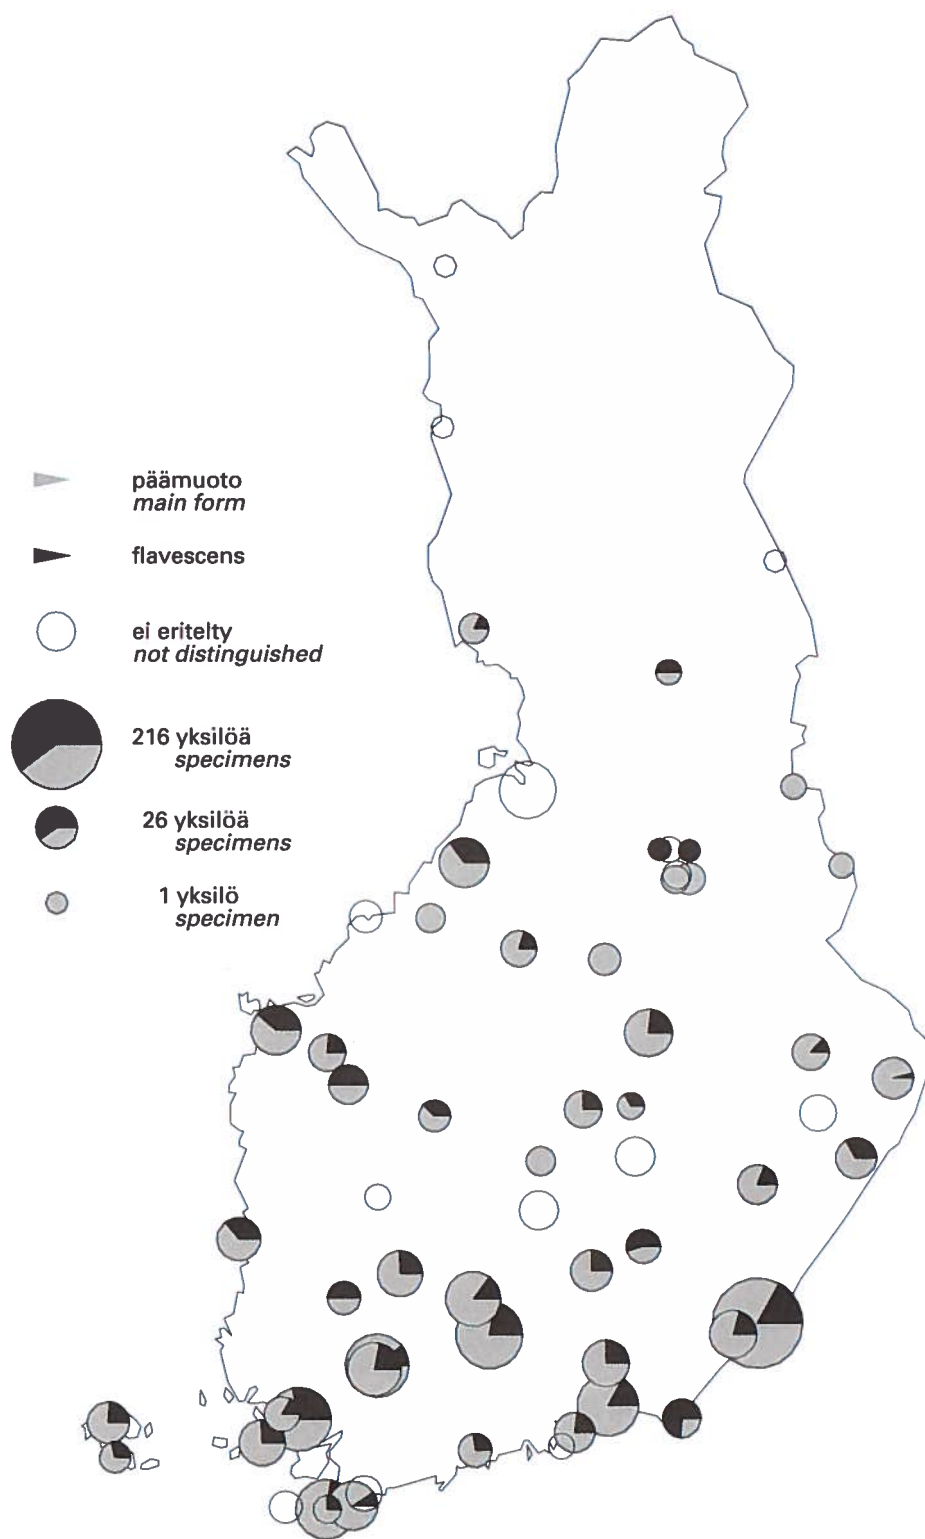 päämuoto
main form
flavescens
ei eritelty
not distinguished
216 yksilöä
specimens
26 yksilöä
specimens
1 yksilö
specimen